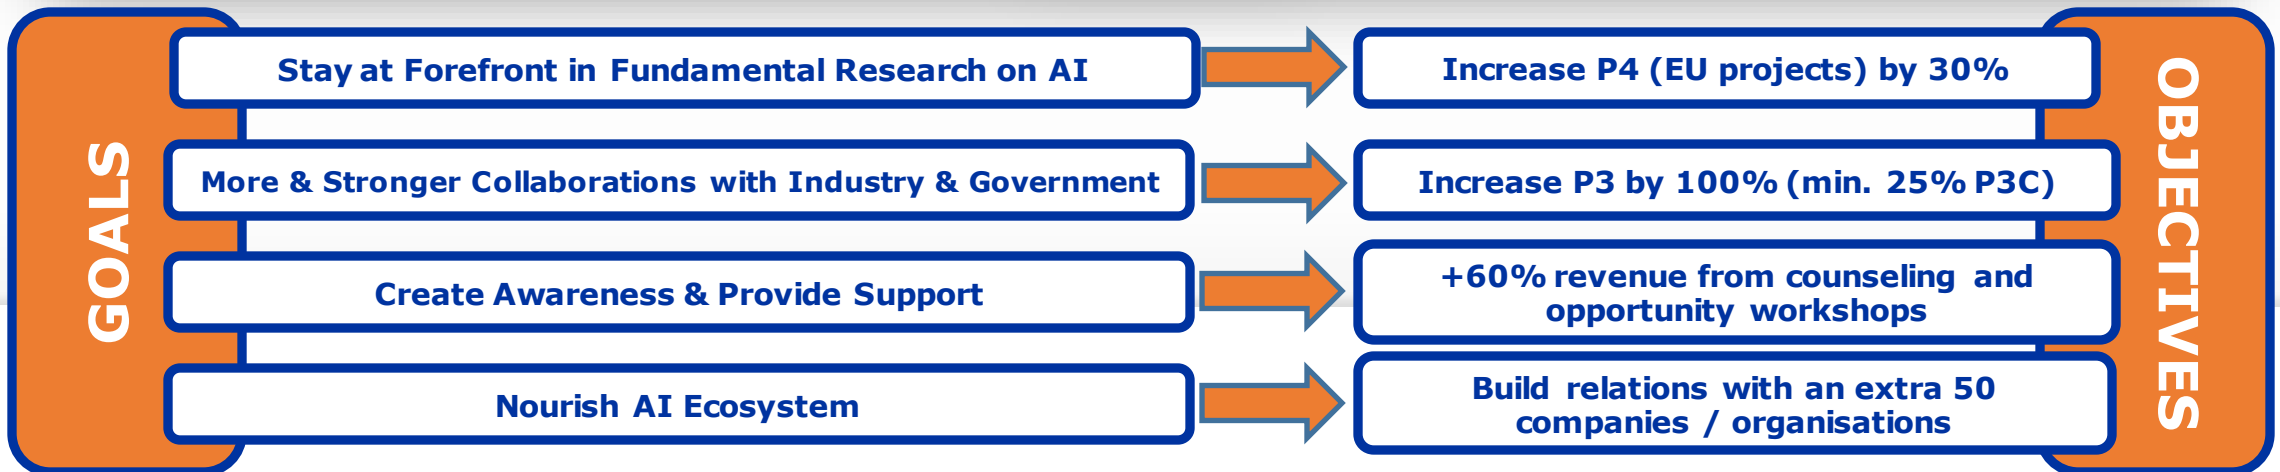 GOALS
Stay at Forefront in Fundamental Research on AI
Increase P4 (EU projects) by 30%
More & Stronger Collaborations with Industry & Government
Increase P3 by 100% (min. 25% P3C)
Create Awareness & Provide Support
+60% revenue from counseling and
opportunity workshops
Nourish AI Ecosystem
Build relations with an extra 50
companies / organisations
OBJECTIVES